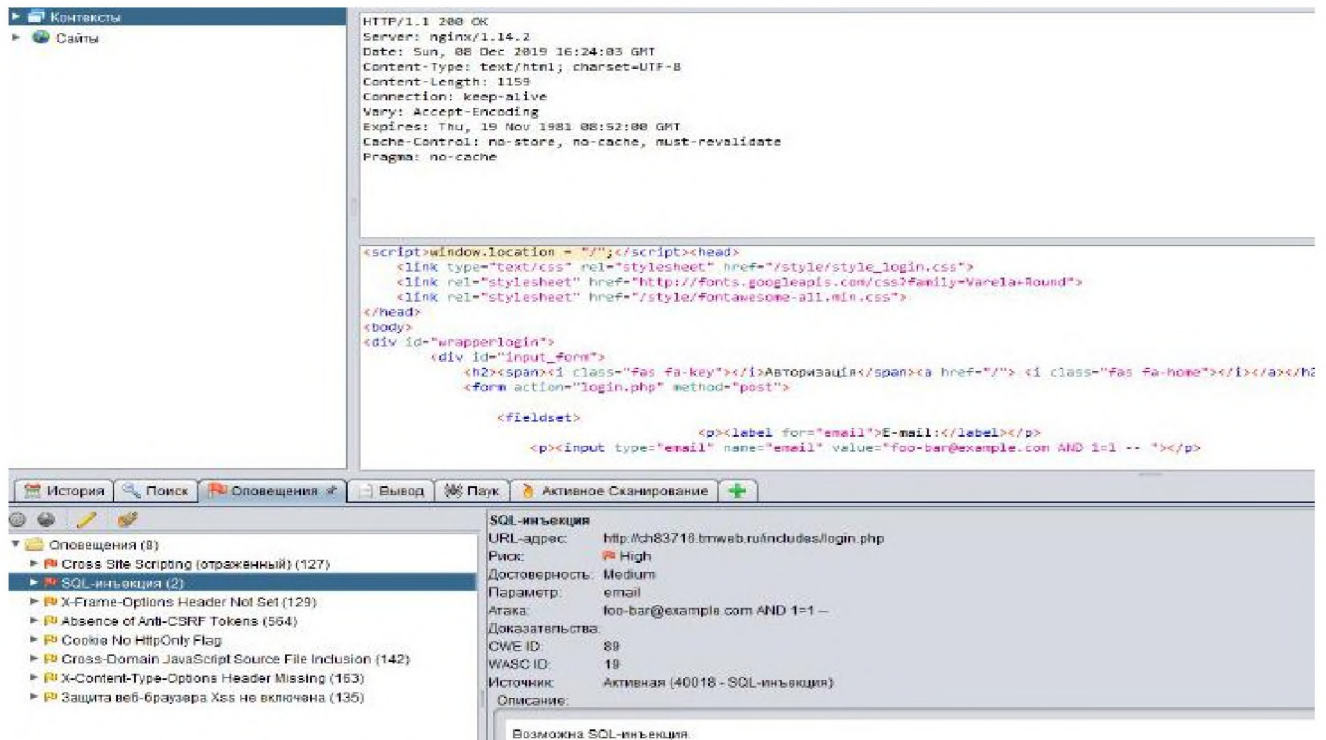 Контексты
Сайты
HTTP/1.1 200 OK
Server: nginx/1.14.2
Date: Sun, 08 Dec 2019 16:24:03 GMT
Content-Type: text/html; charset=UTF-8
Content-Length: 1159
Connection: keep-alive
Vary: Accept-Encoding
Expires: Thu, 19 Nov 1981 08:52:00 GMT
Cache-Control: no-store, no-cache, must-revalidate
Pragma: no-cache
<script>window.location = "/";</script><head>
<link type="text/css" rel="stylesheet" href="/style/style_login.css">
<link rel="stylesheet" href="http://fonts.googleapis.com/css?family=Varela+Round">
<link rel="stylesheet" href="/style/fontawesome-all.min.css">
</head>
<body>
<div id="wrapperlogin">
<div id="input_form">
<h2><span><i class="fas fa-key"></i>Авторизація</span><a href="/"> <i class="fas fa-home"></i></a></h2
<form action="login.php" method="post">
<fieldset>
<p><label for="email">E-mail:</label></p>
<p><input type="email" name="email" value="foo-bar@example.com AND 1=1 -- "></p>
История Поиск Оповещения Вывод Паук Активное Сканирование
Оповещения (8)
Cross Site Scripting (отраженный) (127)
SQL-инъекция (2)
X-Frame-Options Header Not Set (129)
Absence of Anti-CSRF Tokens (564)
Cookie No HttpOnly Flag
Cross-Domain JavaScript Source File Inclusion (142)
X-Content-Type-Options Header Missing (163)
Защита веб-браузера Xss не включена (135)
SQL-инъекция
URL-адрес: http://ch83716.tmweb.ru/includes/login.php
Риск: High
Достоверность: Medium
Параметр: email
Атака: foo-bar@example.com AND 1=1 --
Доказательства:
CWE ID: 89
WASC ID: 19
Источник: Активная (40018 - SQL-инъекция)
Описание:
Возможна SQL-инъекция.